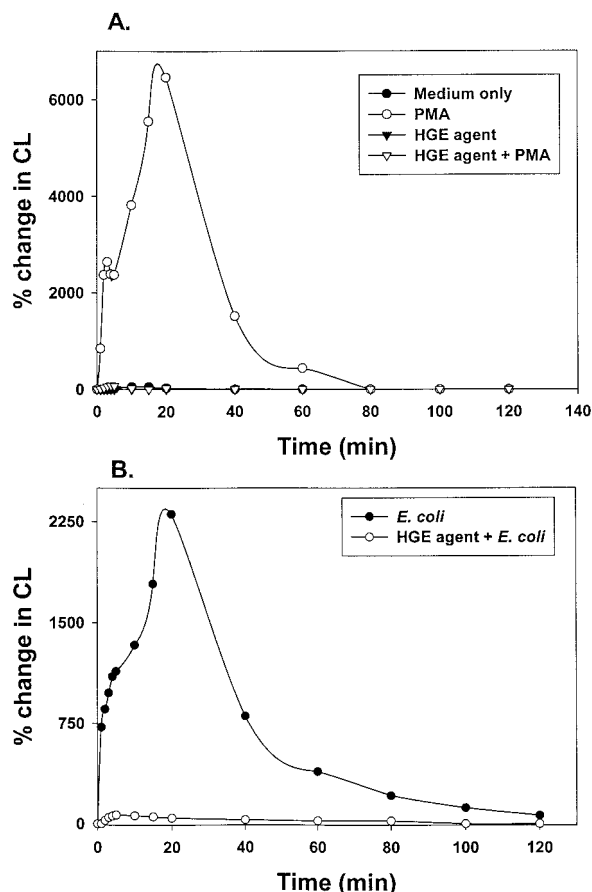 A.
6000
4000
2000
0
% change in CL
Medium only
PMA
HGE agent
HGE agent + PMA
0 20 40 60 80 100 120 140
Time (min)
B.
2250
1500
750
0
% change in CL
E. coli
HGE agent + E. coli
0 20 40 60 80 100 120
Time (min)